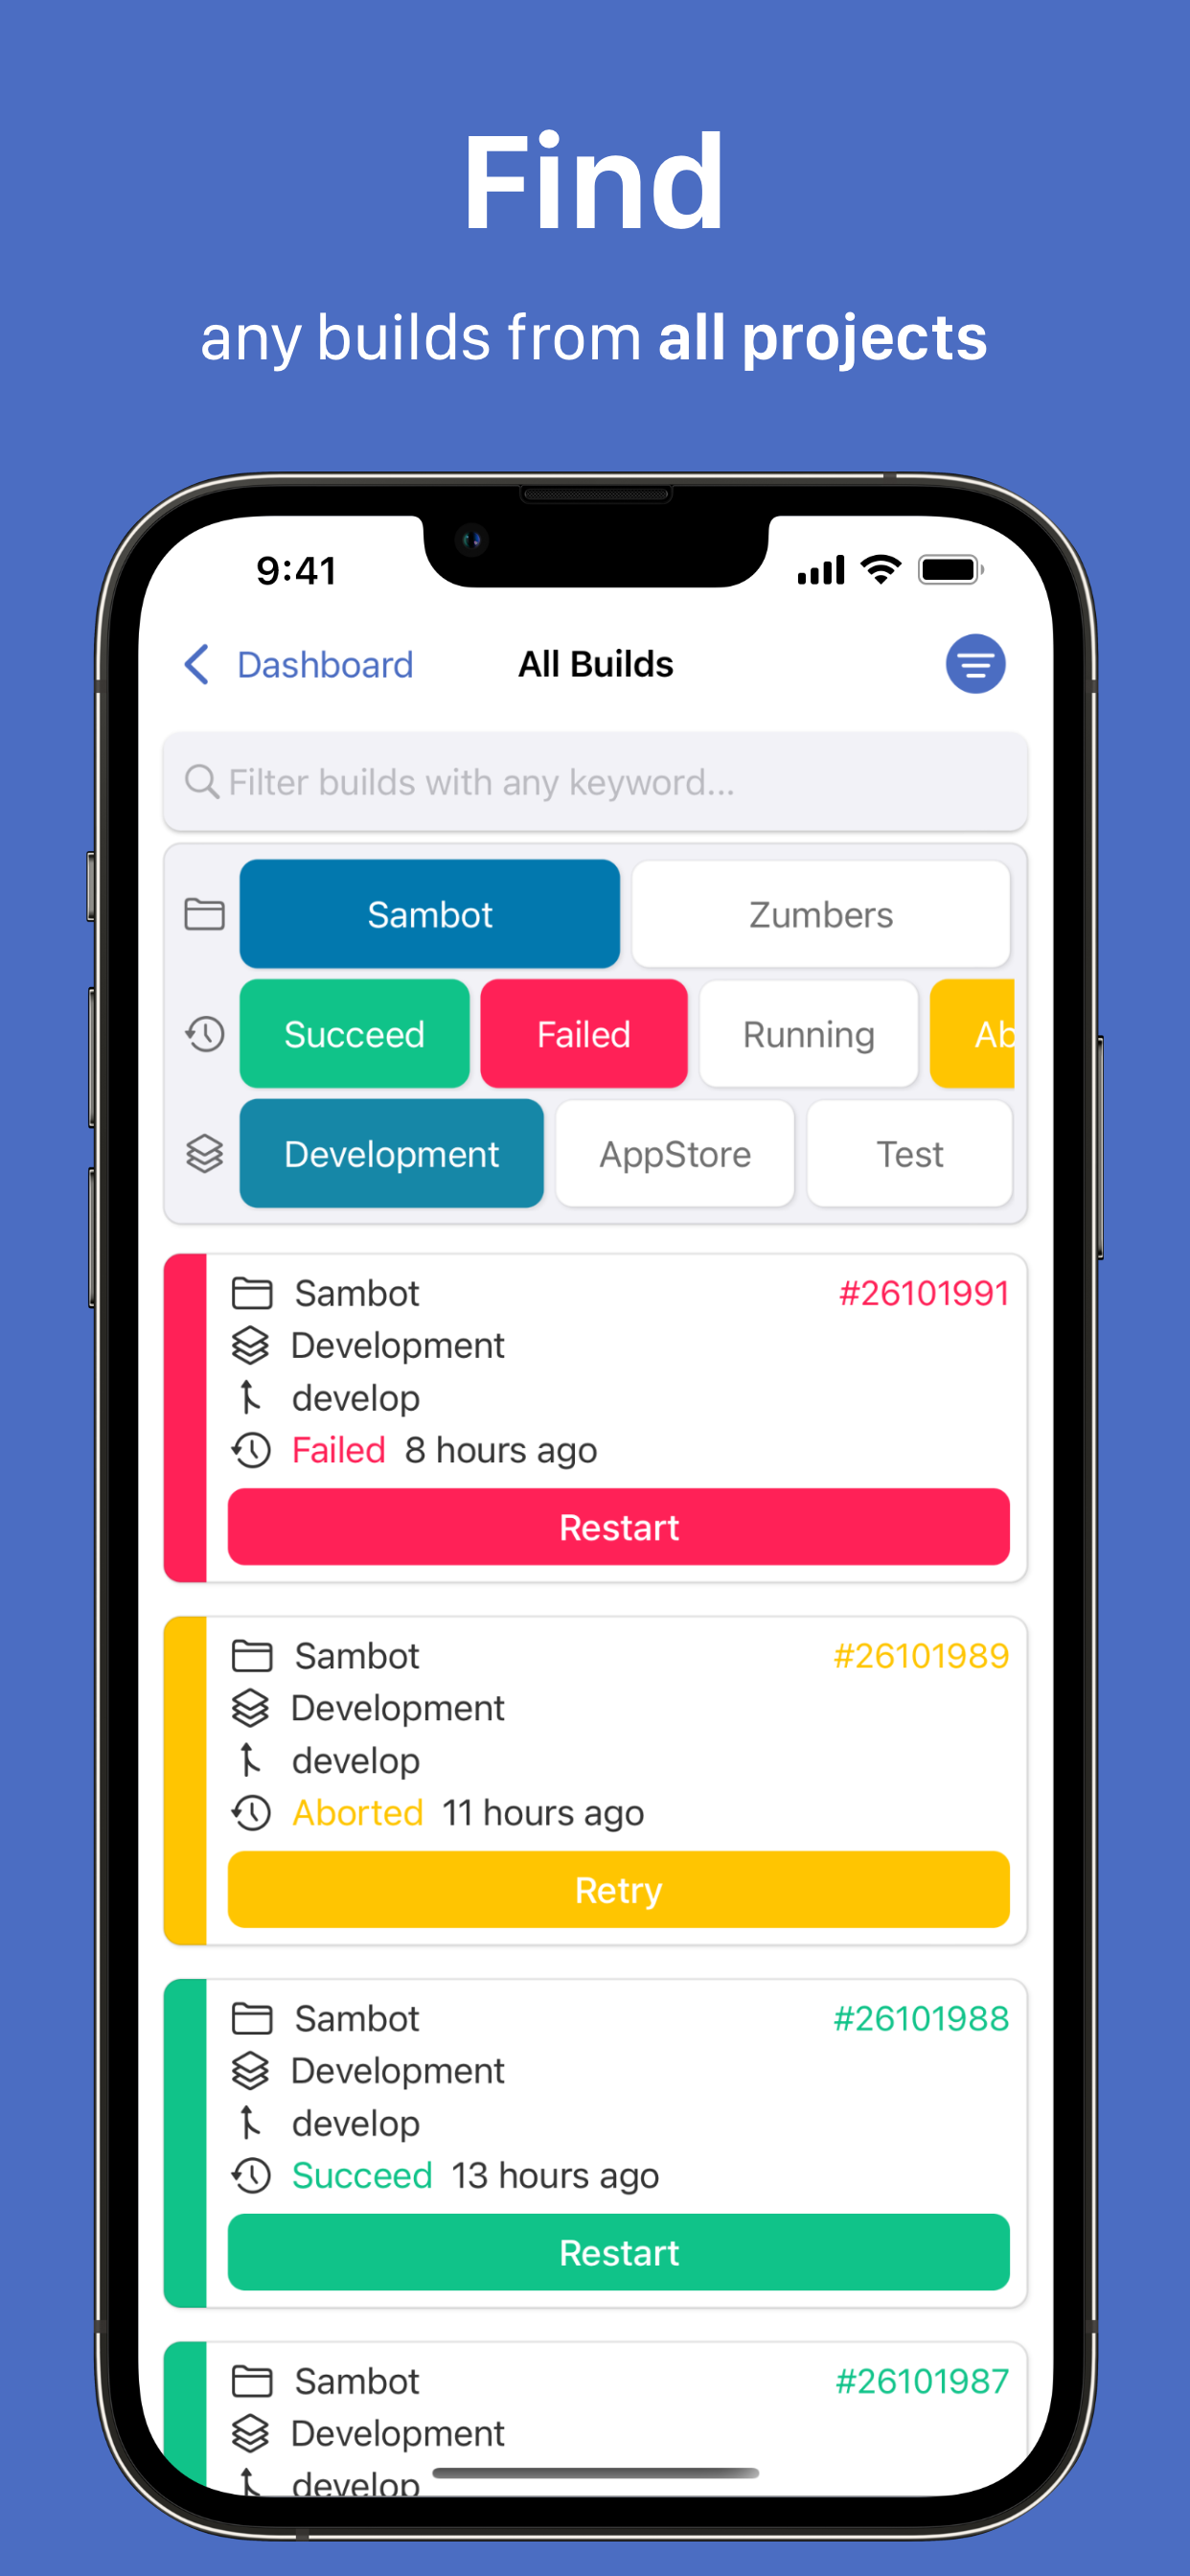 Find
any builds from all projects
9:41
Dashboard All Builds
Filter builds with any keyword...
Sambot Zumbers
Succeed Failed Running Ab
Development AppStore Test
Sambot #26101991
Development
develop
Failed 8 hours ago
Restart
Sambot #26101989
Development
develop
Aborted 11 hours ago
Retry
Sambot #26101988
Development
develop
Succeed 13 hours ago
Restart
Sambot #26101987
Development
develop